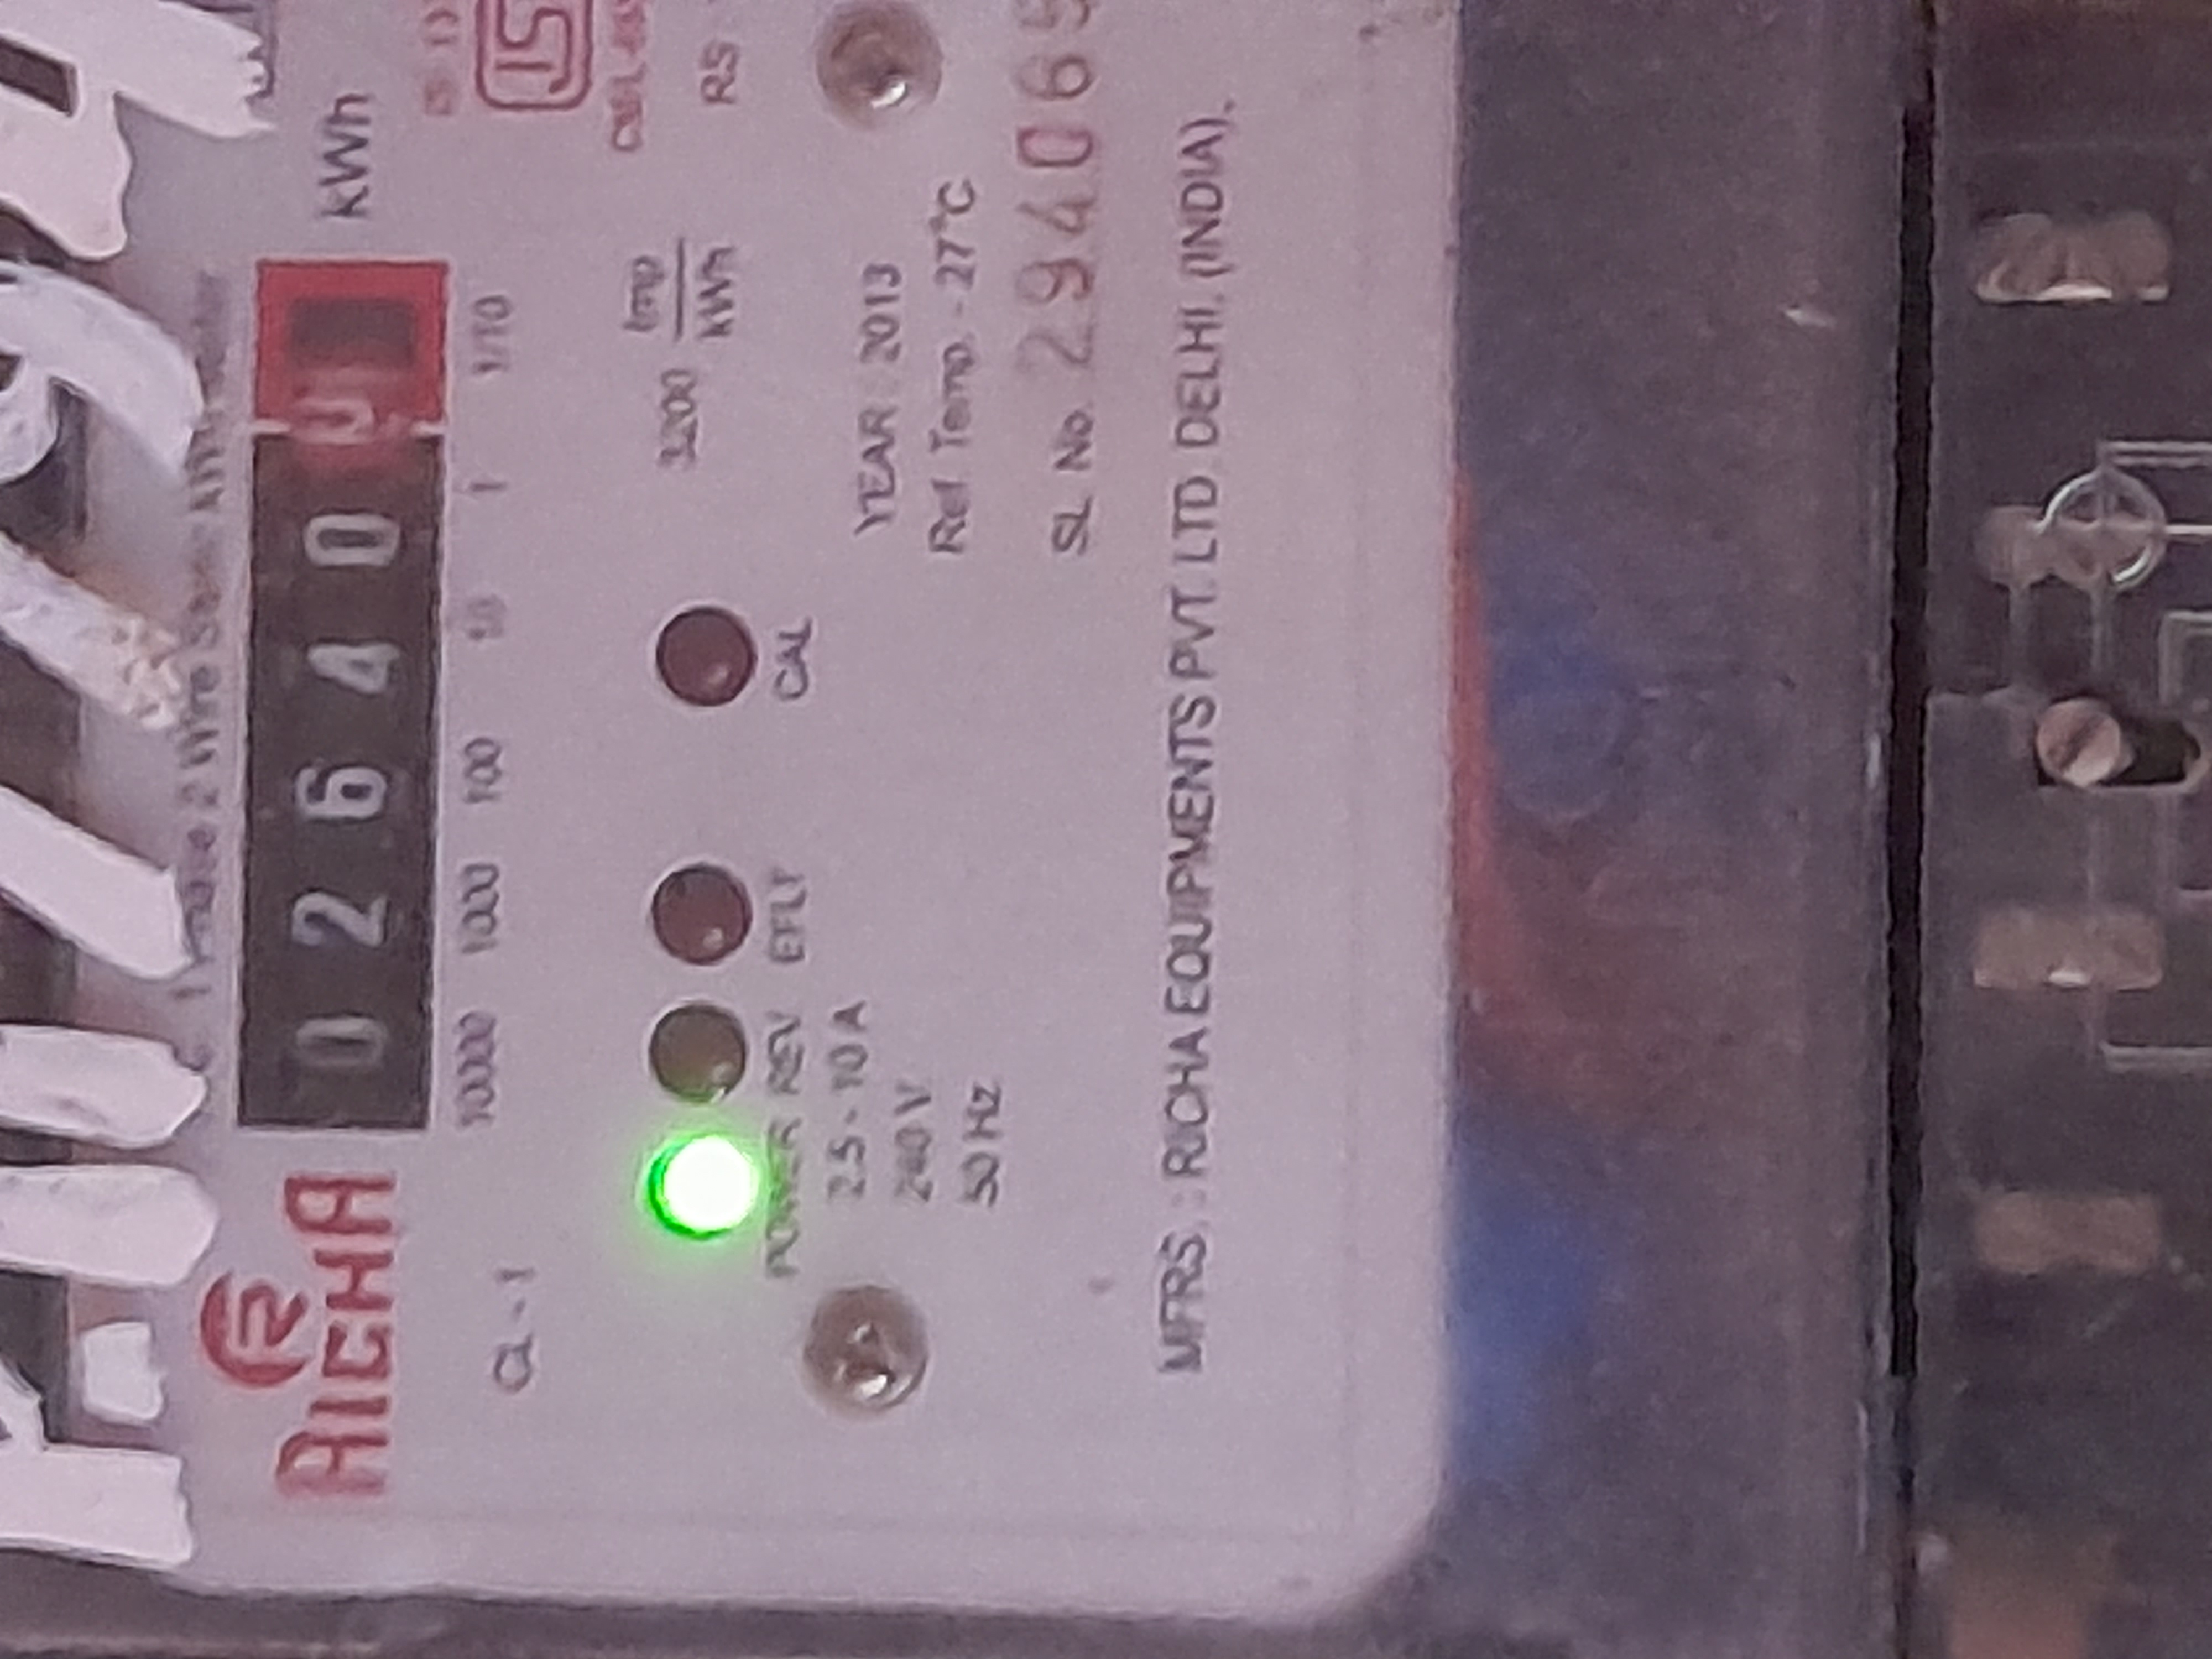 1 Phase 2 Wire
RICHA
0 2 6 4 0
kWh
10000 1000 100 10 1 1/10
CL - 1
3200 Imp/kWh
RS
POWER REV EFLT CAL
2.5 - 10 A
240 V
50 Hz
YEAR : 2013
Ref. Temp. - 27°C
SL No. 294065
MFRS. : RICHA EQUIPMENTS PVT. LTD. DELHI. (INDIA).